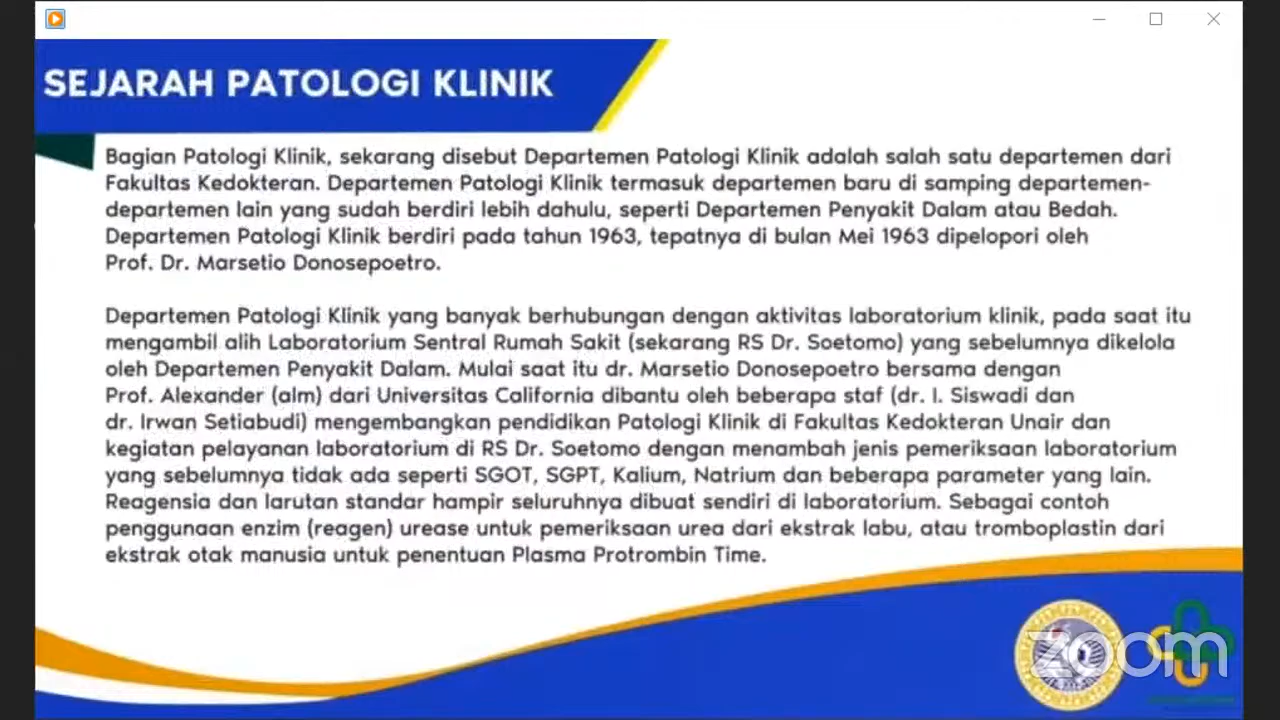 SEJARAH PATOLOGI KLINIK
Bagian Patologi Klinik, sekarang disebut Departemen Patologi Klinik adalah salah satu departemen dari
Fakultas Kedokteran. Departemen Patologi Klinik termasuk departemen baru di samping departemen-
departemen lain yang sudah berdiri lebih dahulu, seperti Departemen Penyakit Dalam atau Bedah.
Departemen Patologi Klinik berdiri pada tahun 1963, tepatnya di bulan Mei 1963 dipelopori oleh
Prof. Dr. Marsetio Donosepoetro.
Departemen Patologi Klinik yang banyak berhubungan dengan aktivitas laboratorium klinik, pada saat itu
mengambil alih Laboratorium Sentral Rumah Sakit (sekarang RS Dr. Soetomo) yang sebelumnya dikelola
oleh Departemen Penyakit Dalam. Mulai saat itu dr. Marsetio Donosepoetro bersama dengan
Prof. Alexander (alm) dari Universitas California dibantu oleh beberapa staf (dr. I. Siswadi dan
dr. Irwan Setiabudi) mengembangkan pendidikan Patologi Klinik di Fakultas Kedokteran Unair dan
kegiatan pelayanan laboratorium di RS Dr. Soetomo dengan menambah jenis pemeriksaan laboratorium
yang sebelumnya tidak ada seperti SGOT, SGPT, Kalium, Natrium dan beberapa parameter yang lain.
Reagensia dan larutan standar hampir seluruhnya dibuat sendiri di laboratorium. Sebagai contoh
penggunaan enzim (reagen) urease untuk pemeriksaan urea dari ekstrak labu, atau tromboplastin dari
ekstrak otak manusia untuk penentuan Plasma Protrombin Time.
zoom